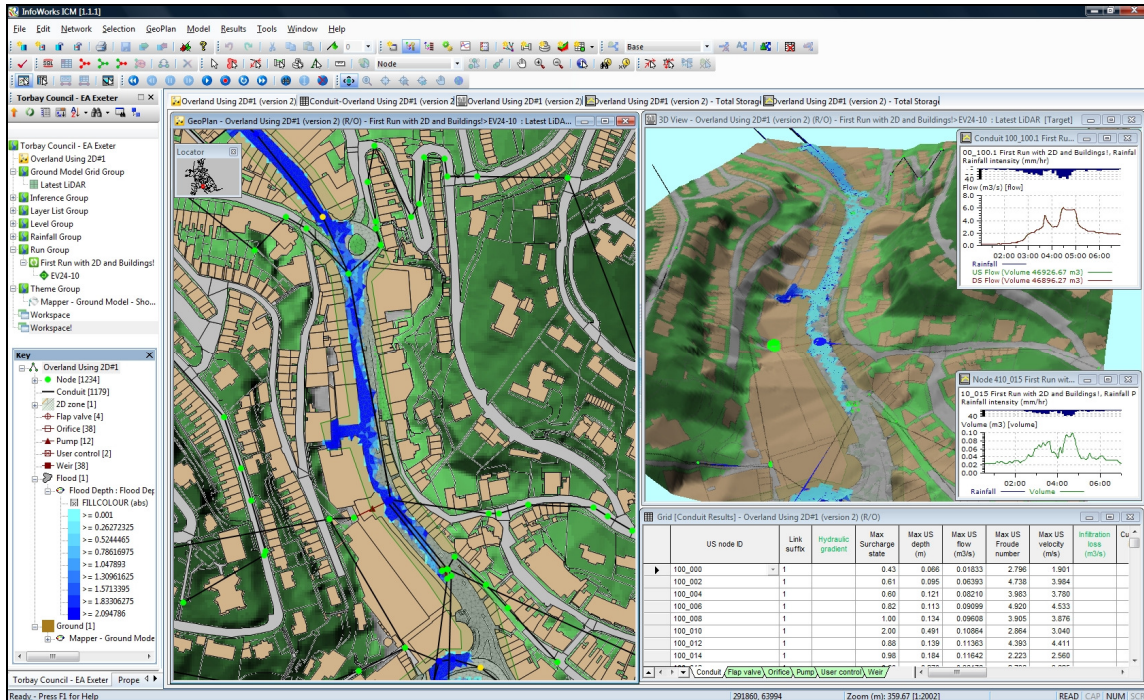 InfoWorks ICM [1.1.1]
File Edit Network Selection GeoPlan Model Results Tools Window Help
0
Base
Node
Torbay Council - EA Exeter
Overland Using 2D#1 (version 2)
Conduit-Overland Using 2D#1 (version 2
Overland Using 2D#1 (version 2)
Overland Using 2D#1 (version 2) - Total Storag
Overland Using 2D#1 (version 2) - Total Storag
Torbay Council - EA Exeter
Overland Using 2D#1
Ground Model Grid Group
Latest LiDAR
Inference Group
Layer List Group
Level Group
Rainfall Group
Run Group
First Run with 2D and Buildings!
EV24-10
Theme Group
Mapper - Ground Model - Sho...
Workspace
Workspace!
Key
Overland Using 2D#1
Node [1234]
Conduit [1179]
2D zone [1]
Flap valve [4]
Orifice [38]
Pump [12]
User control [2]
Weir [38]
Flood [1]
Flood Depth : Flood Dep
FILLCOLOUR (abs)
>= 0.001
>= 0.26272325
>= 0.5244465
>= 0.78616975
>= 1.047893
>= 1.30961625
>= 1.5713395
>= 1.83306275
>= 2.094786
Ground [1]
Mapper - Ground Mode
Torbay Council - EA Exeter Prope
GeoPlan - Overland Using 2D#1 (version 2) (R/O) - First Run with 2D and Buildings!>EV24-10 : Latest LiDA...
Locator
3D View - Overland Using 2D#1 (version 2) (R/O) - First Run with 2D and Buildings!>EV24-10 : Latest LiDAR [Target]
Conduit 100_100.1 First Ru...
00_100.1 First Run with 2D and Buildings!, Rainfal
Rainfall intensity (mm/hr)
40
Flow (m3/s) [flow]
8.0
6.0
4.0
2.0
0.0
02:00 03:00 04:00 05:00 06:00
Rainfall
US Flow (Volume 46926.67 m3)
DS Flow (Volume 46896.27 m3)
Node 410_015 First Run wit...
10_015 First Run with 2D and Buildings!, Rainfall P
Rainfall intensity (mm/hr)
40
Volume (m3) [volume]
0.10
0.08
0.06
0.04
0.02
0.00
02:00 04:00 06:00
Rainfall Volume
Grid [Conduit Results] - Overland Using 2D#1 (version 2) (R/O)
US node ID Link suffix Hydraulic gradient Max Surcharge state Max US depth (m) Max US flow (m3/s) Max US Froude number Max US velocity (m/s) Infiltration loss (m3/s) Cu
100_000 1 0.43 0.066 0.01833 2.796 1.901
100_002 1 0.61 0.095 0.06393 4.738 3.984
100_004 1 0.60 0.121 0.08210 3.983 3.780
100_006 1 0.82 0.113 0.09099 4.920 4.533
100_008 1 1.00 0.134 0.09608 3.905 3.876
100_010 1 2.00 0.491 0.10864 2.864 3.040
100_012 1 0.88 0.139 0.11363 4.393 4.411
100_014 1 0.98 0.184 0.11642 2.223 2.560
Conduit Flap valve Orifice Pump User control Weir
Ready - Press F1 for Help
291860, 63994
Zoom (m): 359.67 [1:2002]
READ CAP NUM SCR